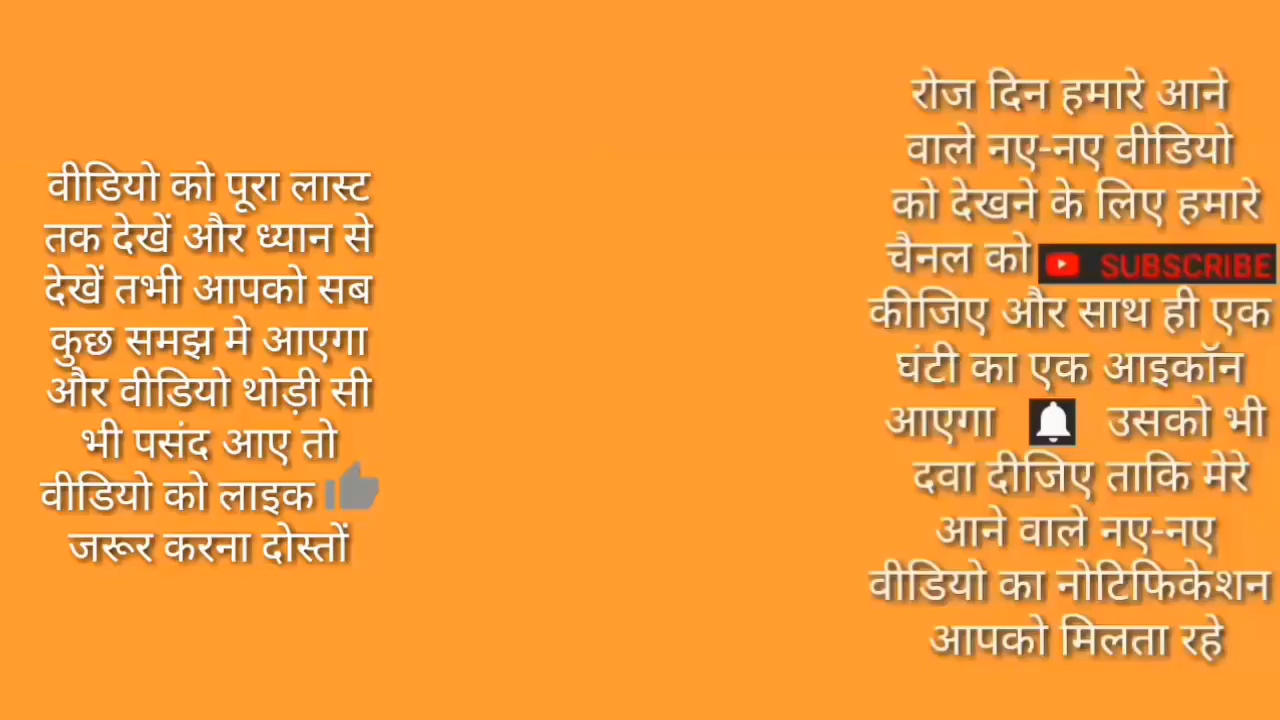 वीडियो को पूरा लास्ट
तक देखें और ध्यान से
देखें तभी आपको सब
कुछ समझ मे आएगा
और वीडियो थोड़ी सी
भी पसंद आए तो
वीडियो को लाइक
जरूर करना दोस्तों
रोज दिन हमारे आने
वाले नए-नए वीडियो
को देखने के लिए हमारे
चैनल को SUBSCRIBE
कीजिए और साथ ही एक
घंटी का एक आइकॉन
आएगा उसको भी
दवा दीजिए ताकि मेरे
आने वाले नए-नए
वीडियो का नोटिफिकेशन
आपको मिलता रहे